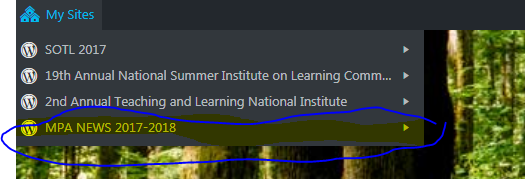 My Sites
SOTL 2017
19th Annual National Summer Institute on Learning Comm...
2nd Annual Teaching and Learning National Institute
MPA NEWS 2017-2018